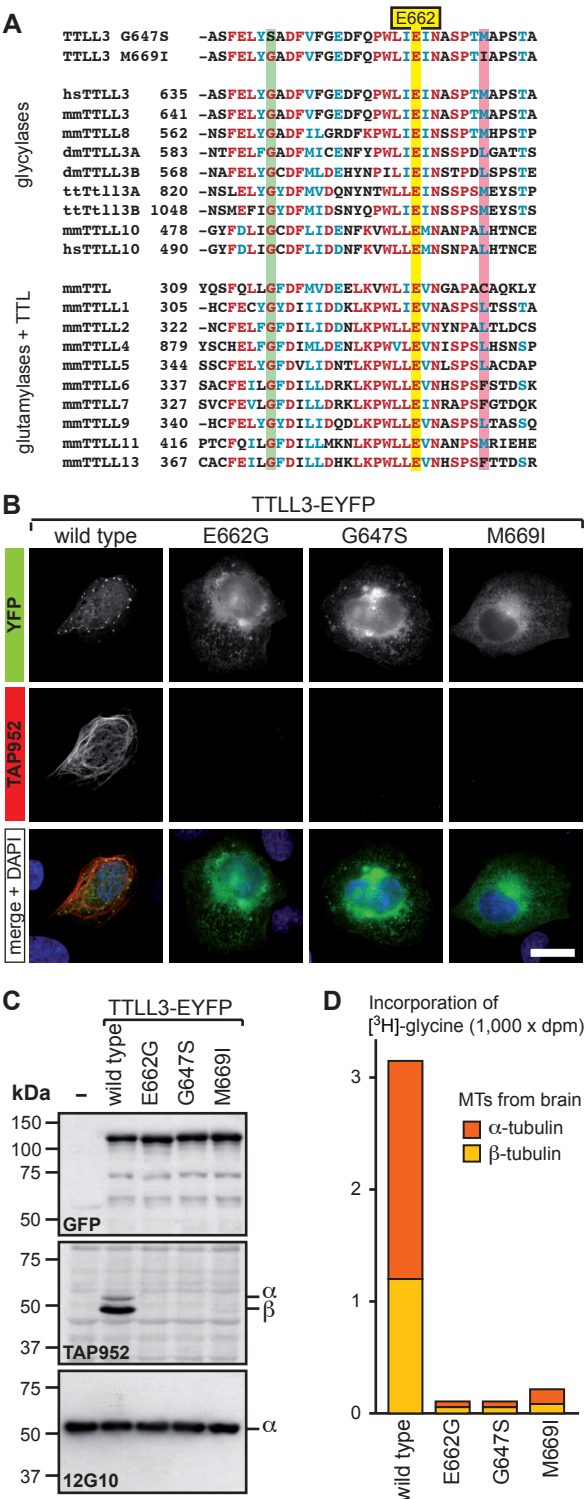 A
E662
TTLL3 G647S -ASFELYSADFVFGEDFQPWLIEINASPTMAPSTA
TTLL3 M669I -ASFELYGADFVFGEDFQPWLIEINASPTIAPSTA
glycylases
hsTTLL3 635 -ASFELYGADFVFGEDFQPWLIEINASPTMAPSTA
mmTTLL3 641 -ASFELYGADFVFGEDFQPWLIEINASPTMAPSTA
mmTTLL8 562 -NSFELYGADFILGRDFKPWLIEINSSPTMHPSTP
dmTTLL3A 583 -NTFELFGADFMICENFYPWLIEINSSPDLGATTS
dmTTLL3B 568 -NAFELYGCDFMLDEHYNPILIEINSTPDLSPSTE
ttTtll3A 820 -NSLELYGYDFMVDQNYNTWLLEINSSPSMEYSTP
ttTtll3B 1048 -NSMEFIGYDFMIDSNYQPWLIEINSSPSMEYSTS
mmTTLL10 478 -GYFDLIGCDFLIDENFKVWLLEMNSNPALHTNCE
hsTTLL10 490 -GYFDLIGCDFLIDDNFKVWLLEMNSNPALHTNCE
glutamylases + TTL
mmTTL 309 YQSFQLLGFDFMVDEELKVWLIEVNGAPACAQKLY
mmTTLL1 305 -HCFECYGYDIIIDDKLKPWLIEVNASPSLTSSTA
mmTTLL2 322 -NCFELFGFDILIDDNLKPWLLEVNYNPALTLDCS
mmTTLL4 879 YSCHELFGFDIMLDENLKPWVLEVNISPSLHSNSP
mmTTLL5 344 SSCFELYGFDVLIDNTLKPWLLEVNLSPSLACDAP
mmTTLL6 337 SACFEILGFDILLDRKLKPWLLEVNHSPSFSTDSK
mmTTLL7 327 SVCFEVLGFDILLDRKLKPWLLEINRAPSFGTDQK
mmTTLL9 340 -HCFELYGYDILIDQDLKPWLLEVNASPSLTASSQ
mmTTLL11 416 PTCFQILGFDILLMKNLKPWLLEVNANPSMRIEHE
mmTTLL13 367 CACFEILGFDILLDHKLKPWLLEVNHSPSFTTDSR
B
TTLL3-EYFP
wild type E662G G647S M669I
YFP
TAP952
merge + DAPI
C
TTLL3-EYFP
kDa – wild type E662G G647S M669I
150
100
75
50
GFP
75
50
37
α
β
TAP952
75
50
37
α
12G10
D
Incorporation of
[³H]-glycine (1,000 x dpm)
3
2
1
0
MTs from brain
α-tubulin
β-tubulin
wild type E662G G647S M669I